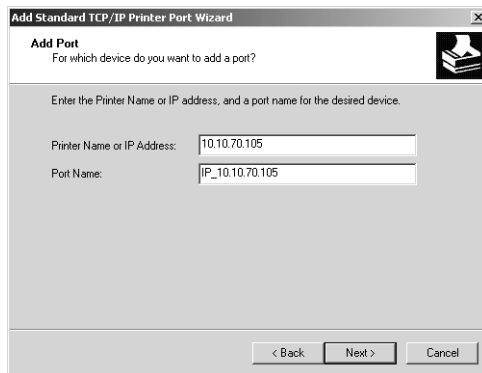 Add Standard TCP/IP Printer Port Wizard
Add Port
For which device do you want to add a port?
Enter the Printer Name or IP address, and a port name for the desired device.
Printer Name or IP Address: 10.10.70.105
Port Name: IP_10.10.70.105
< Back Next > Cancel